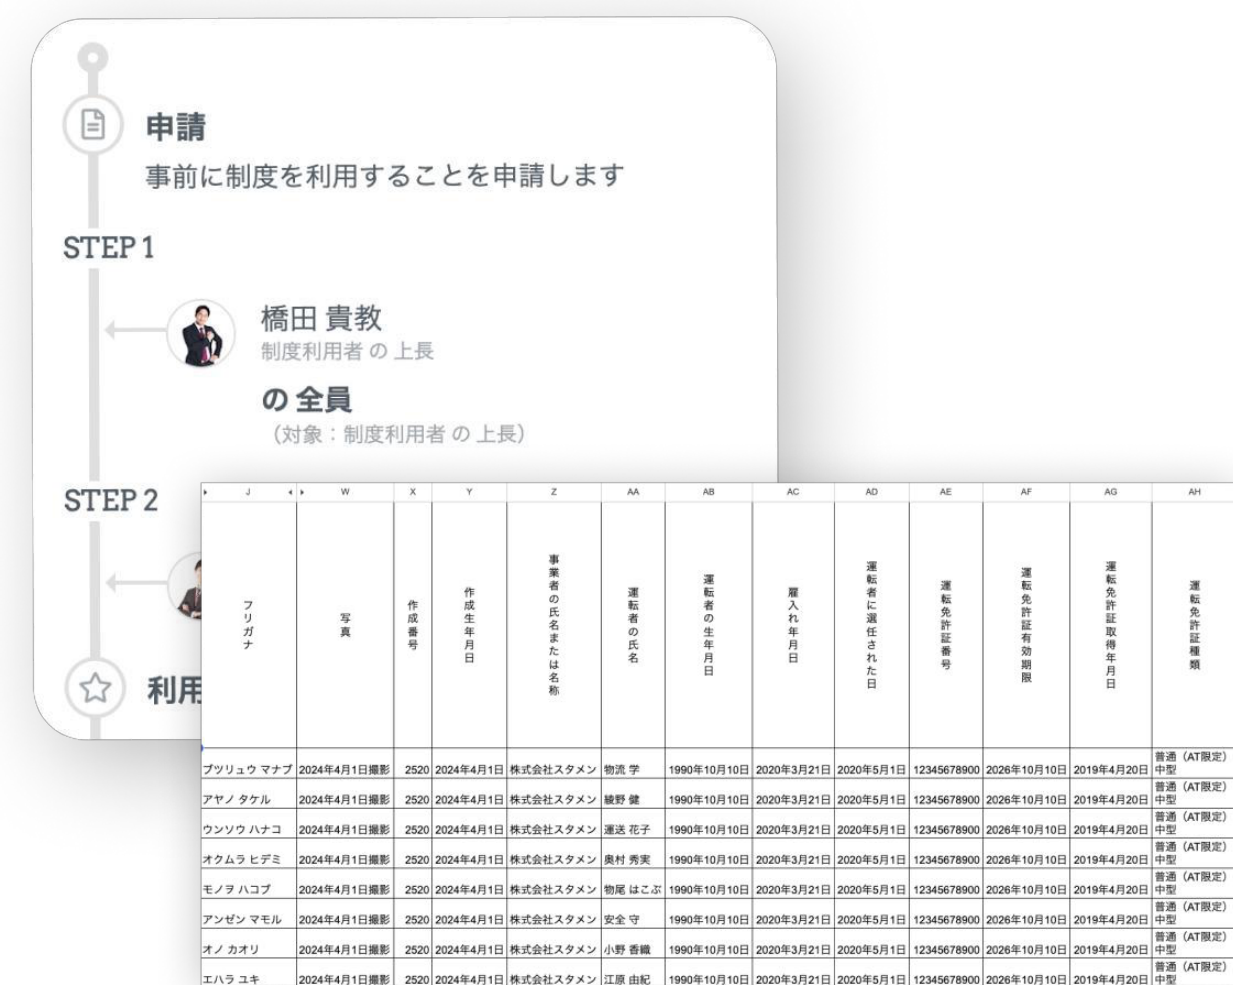 申請
事前に制度を利用することを申請します
STEP 1
橋田 貴教
制度利用者 の 上長
の 全員
（対象：制度利用者 の 上長）
STEP 2
利用
J W X Y Z AA AB AC AD AE AF AG AH
フリガナ 写真 作成番号 作成生年月日 事業者の氏名または名称 運転者の氏名 運転者の生年月日 雇入れ年月日 運転者に選任された日 運転免許証番号 運転免許証有効期限 運転免許証取得年月日 運転免許証種類
ブツリュウ マナブ 2024年4月1日撮影 2520 2024年4月1日 株式会社スタメン 物流 学 1990年10月10日 2020年3月21日 2020年5月1日 12345678900 2026年10月10日 2019年4月20日 普通（AT限定）
中型
アヤノ タケル 2024年4月1日撮影 2520 2024年4月1日 株式会社スタメン 綾野 健 1990年10月10日 2020年3月21日 2020年5月1日 12345678900 2026年10月10日 2019年4月20日 普通（AT限定）
中型
ウンソウ ハナコ 2024年4月1日撮影 2520 2024年4月1日 株式会社スタメン 運送 花子 1990年10月10日 2020年3月21日 2020年5月1日 12345678900 2026年10月10日 2019年4月20日 普通（AT限定）
中型
オクムラ ヒデミ 2024年4月1日撮影 2520 2024年4月1日 株式会社スタメン 奥村 秀実 1990年10月10日 2020年3月21日 2020年5月1日 12345678900 2026年10月10日 2019年4月20日 普通（AT限定）
中型
モノヲ ハコブ 2024年4月1日撮影 2520 2024年4月1日 株式会社スタメン 物尾 はこぶ 1990年10月10日 2020年3月21日 2020年5月1日 12345678900 2026年10月10日 2019年4月20日 普通（AT限定）
中型
アンゼン マモル 2024年4月1日撮影 2520 2024年4月1日 株式会社スタメン 安全 守 1990年10月10日 2020年3月21日 2020年5月1日 12345678900 2026年10月10日 2019年4月20日 普通（AT限定）
中型
オノ カオリ 2024年4月1日撮影 2520 2024年4月1日 株式会社スタメン 小野 香織 1990年10月10日 2020年3月21日 2020年5月1日 12345678900 2026年10月10日 2019年4月20日 普通（AT限定）
中型
エハラ ユキ 2024年4月1日撮影 2520 2024年4月1日 株式会社スタメン 江原 由紀 1990年10月10日 2020年3月21日 2020年5月1日 12345678900 2026年10月10日 2019年4月20日 普通（AT限定）
中型